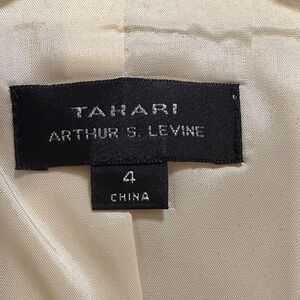 TAHARI
ARTHUR S. LEVINE
4
CHINA